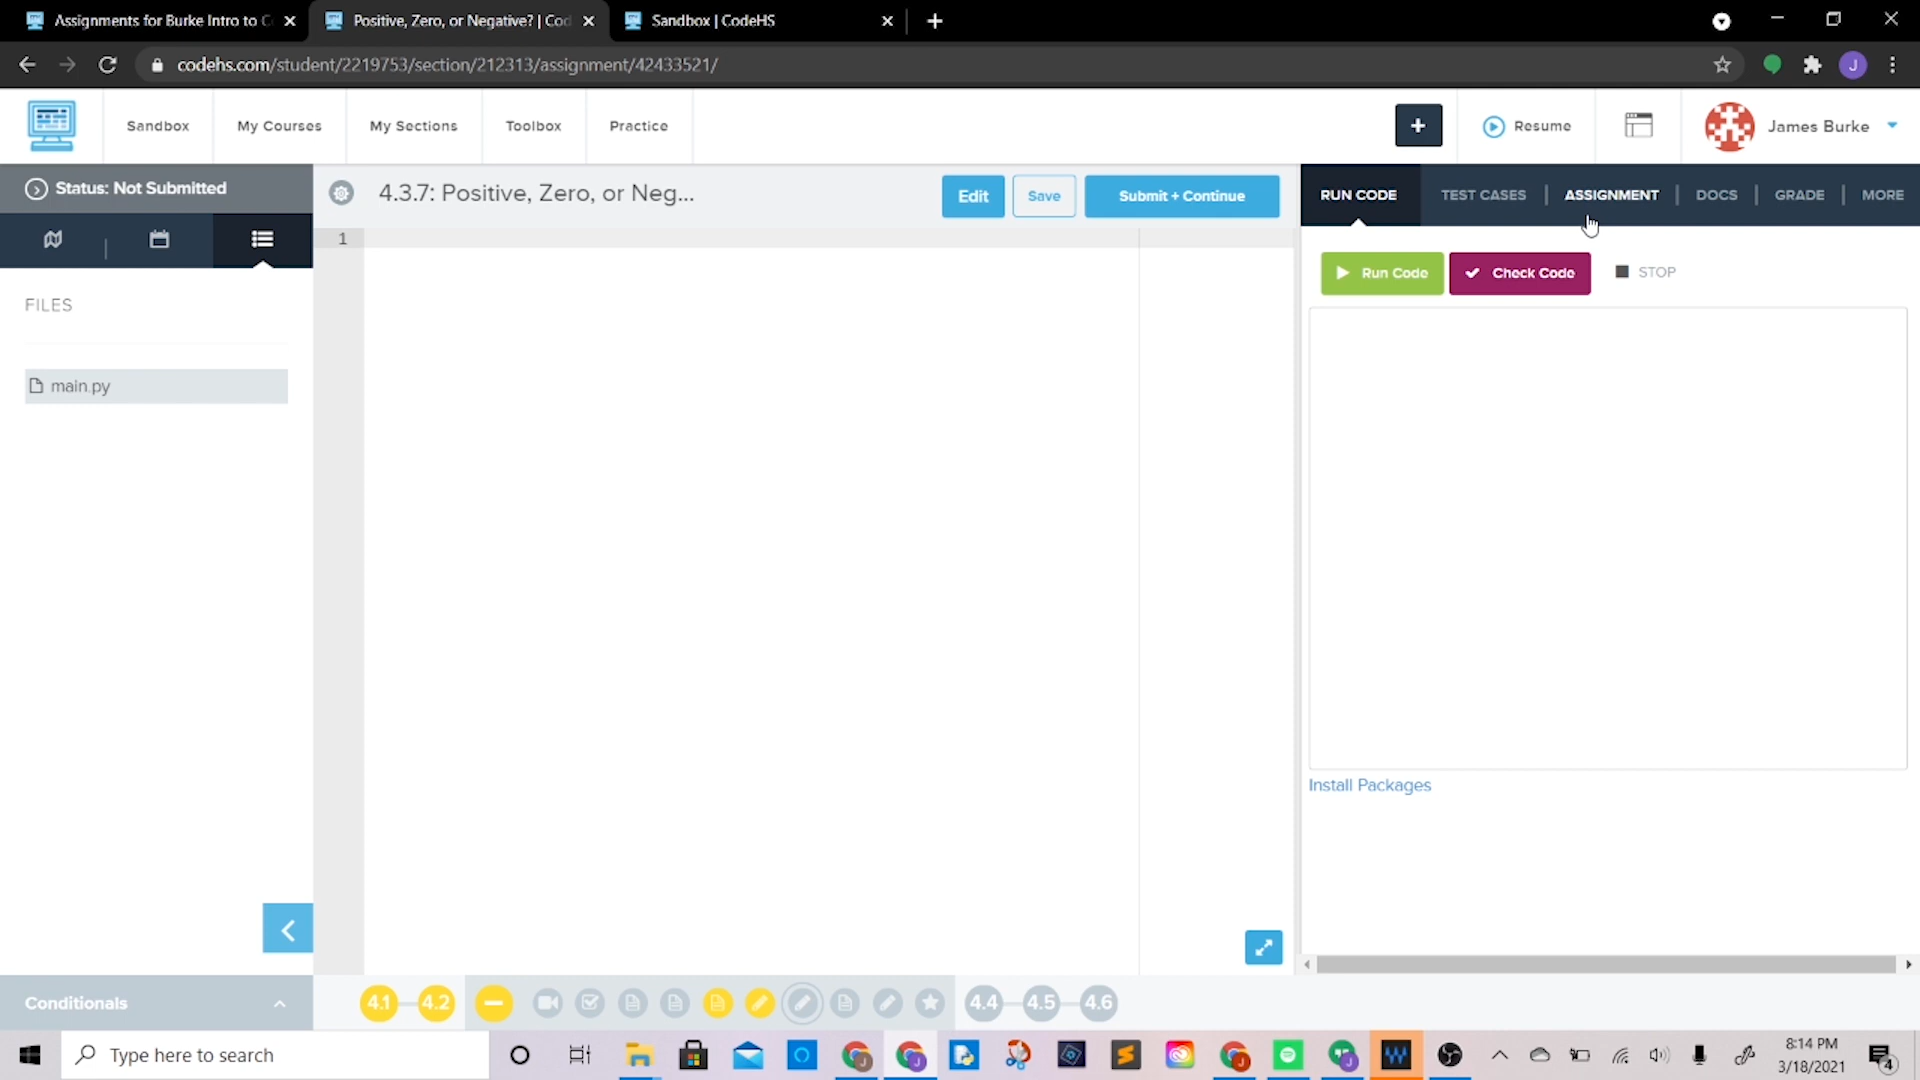 Assignments for Burke Intro to C
Positive, Zero, or Negative? | Cod
Sandbox | CodeHS
codehs.com/student/2219753/section/212313/assignment/42433521/
J
Sandbox
My Courses
My Sections
Toolbox
Practice
+
Resume
James Burke
Status: Not Submitted
4.3.7: Positive, Zero, or Neg...
Edit
Save
Submit + Continue
RUN CODE
TEST CASES
ASSIGNMENT
DOCS
GRADE
MORE
1
Run Code
Check Code
STOP
FILES
main.py
Install Packages
Conditionals
4.1
4.2
4.4
4.5
4.6
Type here to search
8:14 PM
3/18/2021
4